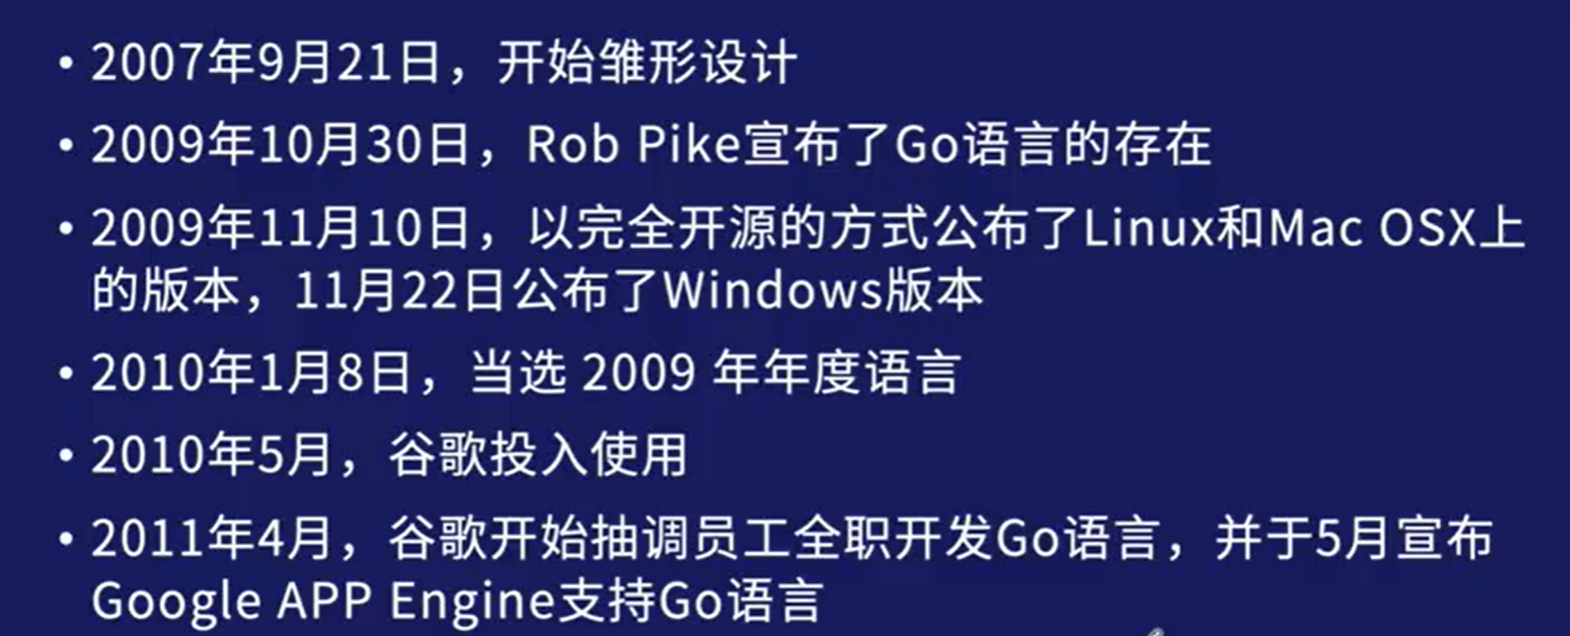 • 2007年9月21日，开始雏形设计
• 2009年10月30日，Rob Pike宣布了Go语言的存在
• 2009年11月10日，以完全开源的方式公布了Linux和Mac OSX上
的版本，11月22日公布了Windows版本
• 2010年1月8日，当选 2009 年年度语言
• 2010年5月，谷歌投入使用
• 2011年4月，谷歌开始抽调员工全职开发Go语言，并于5月宣布
Google APP Engine支持Go语言